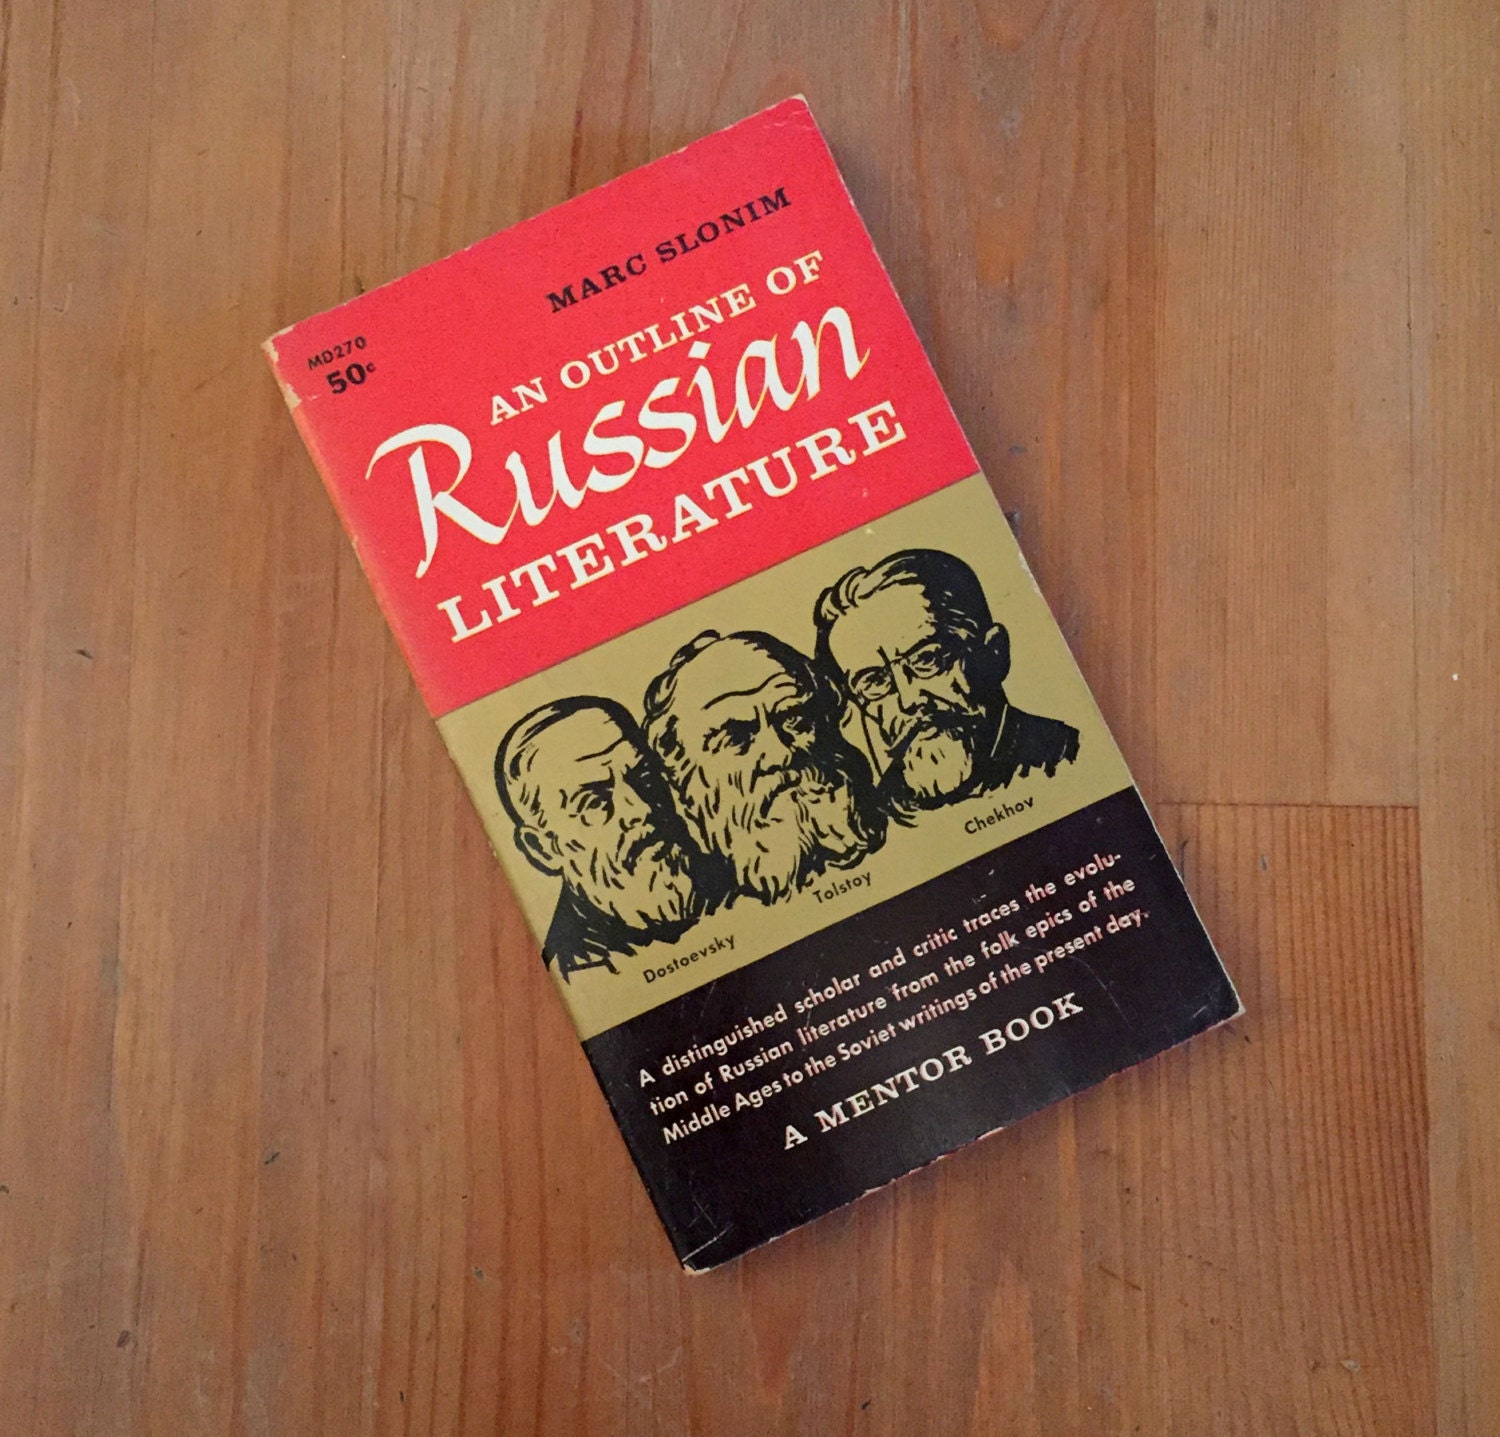 MARC SLONIM
MD270
50¢
AN OUTLINE OF
Russian
LITERATURE
Dostoevsky
Tolstoy
Chekhov
A distinguished scholar and critic traces the evolu-
tion of Russian literature from the folk epics of the
Middle Ages to the Soviet writings of the present day.
A MENTOR BOOK